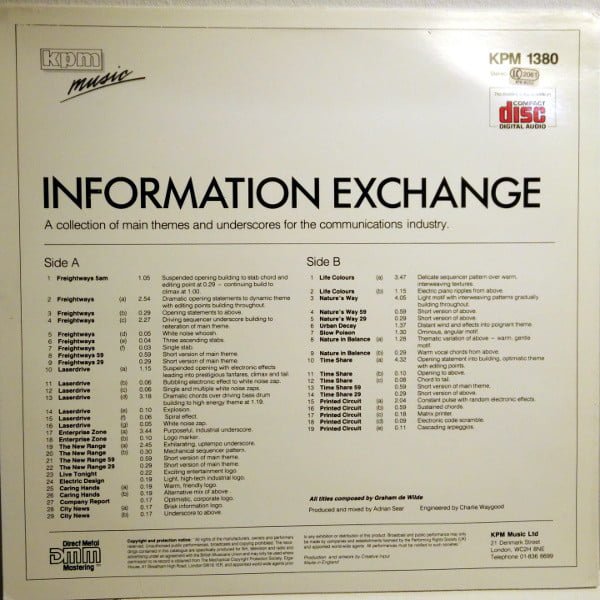 kpm
music
KPM 1380
Stereo LC 2061
COMPACT
disc
DIGITAL AUDIO
INFORMATION EXCHANGE
A collection of main themes and underscores for the communications industry.
Side A
1 Freightways 5am 1.05 Suspended opening building to stab chord and
editing point at 0.29 – continuing build to
climax at 1.00.
2 Freightways (a) 2.54 Dramatic opening statements to dynamic theme
with editing points building throughout.
3 Freightways (b) 0.29 Opening statements to above.
4 Freightways (c) 2.27 Driving sequencer underscore building to
reiteration of main theme.
5 Freightways (d) 0.05 White noise whoosh.
6 Freightways (e) 0.04 Three ascending stabs.
7 Freightways (f) 0.03 Single stab.
8 Freightways 59 0.59 Short version of main theme.
9 Freightways 29 0.29 Short version of main theme.
10 Laserdrive (a) 1.15 Suspended opening with electronic effects
leading into prestigious fanfares, climax and tail.
11 Laserdrive (b) 0.06 Bubbling electronic effect to white noise zap.
12 Laserdrive (c) 0.06 Single and multiple white noise zaps.
13 Laserdrive (d) 3.18 Dramatic chords over driving bass drum
building to high energy theme at 1.19.
14 Laserdrive (e) 0.10 Explosion.
15 Laserdrive (f) 0.06 Spiral effect.
16 Laserdrive (g) 0.05 White noise zap.
17 Enterprise Zone (a) 3.44 Purposeful, industrial underscore.
18 Enterprise Zone (b) 0.10 Logo marker.
19 The New Range (a) 2.45 Exhilarating, uptempo underscore.
20 The New Range (b) 0.30 Mechanical sequencer pattern.
21 The New Range 59 0.59 Short version of main theme.
22 The New Range 29 0.29 Short version of main theme.
23 Live Tonight 0.22 Exciting entertainment logo.
24 Electric Design 0.19 Light, high-tech industrial logo.
25 Caring Hands (a) 0.19 Warm, friendly logo.
26 Caring Hands (b) 0.19 Alternative mix of above.
27 Company Report 0.17 Optimistic, corporate logo.
28 City News (a) 0.19 Brisk information logo.
29 City News (b) 0.17 Underscore to above.
Side B
1 Life Colours (a) 3.47 Delicate sequencer pattern over warm,
interweaving textures.
2 Life Colours (b) 1.15 Electric piano ripples from above.
3 Nature's Way 4.05 Light motif with interweaving patterns gradually
building throughout.
4 Nature's Way 59 0.59 Short version of above.
5 Nature's Way 29 0.29 Short version of above.
6 Urban Decay 1.37 Distant wind and effects into poignant theme.
7 Slow Poison 1.30 Ominous, angular motif.
8 Nature in Balance (a) 1.28 Thematic variation of above – warm, gentle
motif.
9 Nature in Balance (b) 0.29 Warm vocal chords from above.
10 Time Share (a) 4.32 Opening statement into building, optimistic theme
with editing points.
11 Time Share (b) 0.10 Opening to above.
12 Time Share (c) 0.08 Chord to tail.
13 Time Share 59 0.59 Short version of main theme.
14 Time Share 29 0.29 Short version of above.
15 Printed Circuit (a) 2.04 Constant pulse with random electronic effects.
16 Printed Circuit (b) 0.59 Sustained chords.
17 Printed Circuit (c) 0.18 Matrix printer.
18 Printed Circuit (d) 0.09 Electronic code scramble.
19 Printed Circuit (e) 0.11 Cascading arpeggios.
All titles composed by Graham de Wilde
Produced and mixed by Adrian Sear Engineered by Charlie Waygood
Direct Metal
DMM
Mastering
Copyright and protection notice
Production and artwork by Creative Input
Made in England
KPM Music Ltd
21 Denmark Street
London, WC2H 8NE
Telephone 01-836 6699